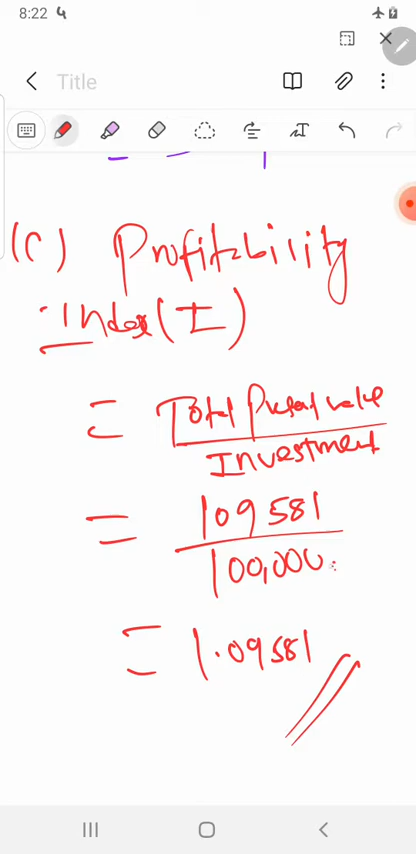 8:22
Title
(C) Profitability
Index(I)
= Total Present value
Investment
= 109581
100,000
= 1.09581